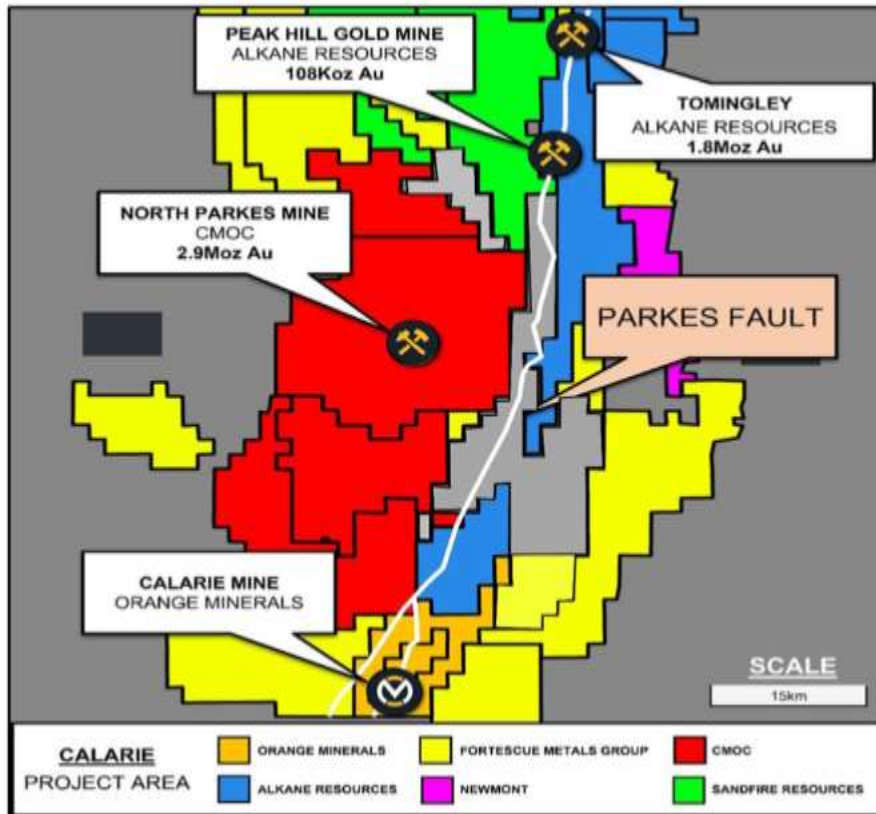 PEAK HILL GOLD MINE
ALKANE RESOURCES
108Koz Au
TOMINGLEY
ALKANE RESOURCES
1.8Moz Au
NORTH PARKES MINE
CMOC
2.9Moz Au
PARKES FAULT
CALARIE MINE
ORANGE MINERALS
SCALE
15km
CALARIE
PROJECT AREA
ORANGE MINERALS
FORTESCUE METALS GROUP
CMOC
ALKANE RESOURCES
NEWMONT
SANDFIRE RESOURCES